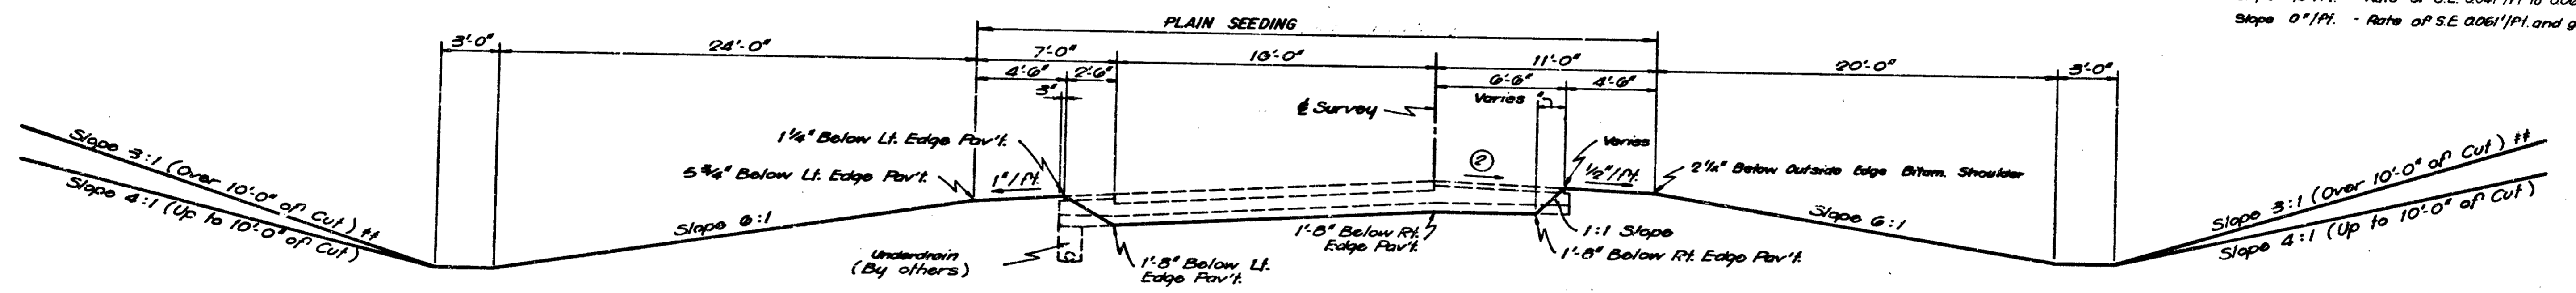 Slope 0"/Ft. - Rate of S.E. 0.061'/Ft. and g
PLAIN SEEDING
3'-0"
24'-0"
7'-0"
16'-0"
11'-0"
20'-0"
3'-0"
4'-6"
2'-6"
6'-6"
4'-6"
3"
Varies
℄ Survey
1¼" Below Lt. Edge Pav't.
Varies
5¾" Below Lt. Edge Pav't.
1"/Ft.
2
½"/Ft.
2¼" Below Outside Edge Bitum. Shoulder
Slope 3:1 (Over 10'-0" of Cut) ‡‡
Slope 4:1 (Up to 10'-0" of Cut)
Slope 6:1
Underdrain
(By others)
1'-8" Below Lt.
Edge Pav't.
1'-8" Below Rt.
Edge Pav't.
1:1 Slope
1'-8" Below Rt. Edge Pav't.
Slope 6:1
Slope 3:1 (Over 10'-0" of Cut) ‡‡
Slope 4:1 (Up to 10'-0" of Cut)